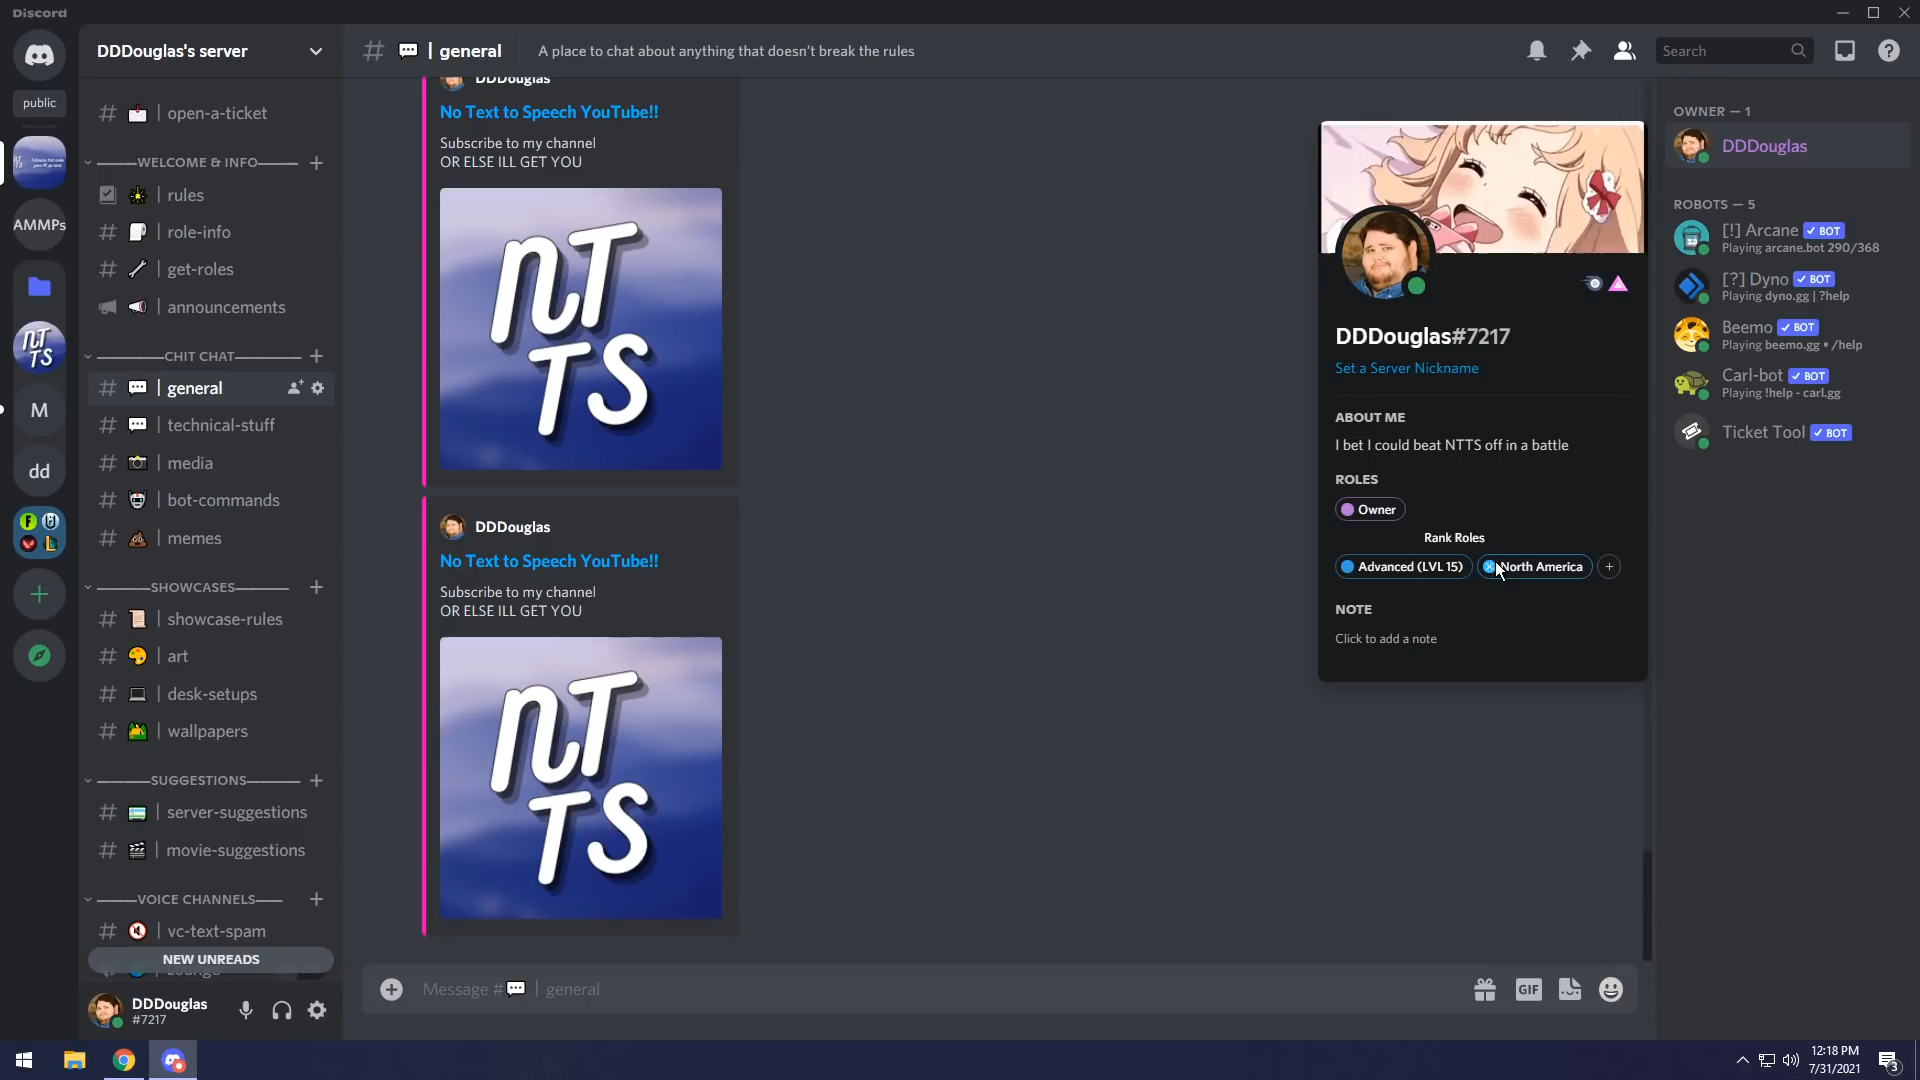 Discord
public
AMMPs
M
dd
DDDouglas's server
open-a-ticket
WELCOME & INFO
rules
role-info
get-roles
announcements
CHIT CHAT
general
technical-stuff
media
bot-commands
memes
SHOWCASES
showcase-rules
art
desk-setups
wallpapers
SUGGESTIONS
server-suggestions
movie-suggestions
VOICE CHANNELS
vc-text-spam
NEW UNREADS
Lounge
DDDouglas
#7217
# | general
A place to chat about anything that doesn't break the rules
Search
DDDouglas
No Text to Speech YouTube!!
Subscribe to my channel
OR ELSE ILL GET YOU
NT
TS
DDDouglas
No Text to Speech YouTube!!
Subscribe to my channel
OR ELSE ILL GET YOU
NT
TS
Message # | general
GIF
DDDouglas#7217
Set a Server Nickname
ABOUT ME
I bet I could beat NTTS off in a battle
ROLES
Owner
Rank Roles
Advanced (LVL 15) North America
NOTE
Click to add a note
OWNER — 1
DDDouglas
ROBOTS — 5
[!] Arcane BOT
Playing arcane.bot 290/368
[?] Dyno BOT
Playing dyno.gg | ?help
Beemo BOT
Playing beemo.gg • /help
Carl-bot BOT
Playing !help - carl.gg
Ticket Tool BOT
12:18 PM
7/31/2021
3